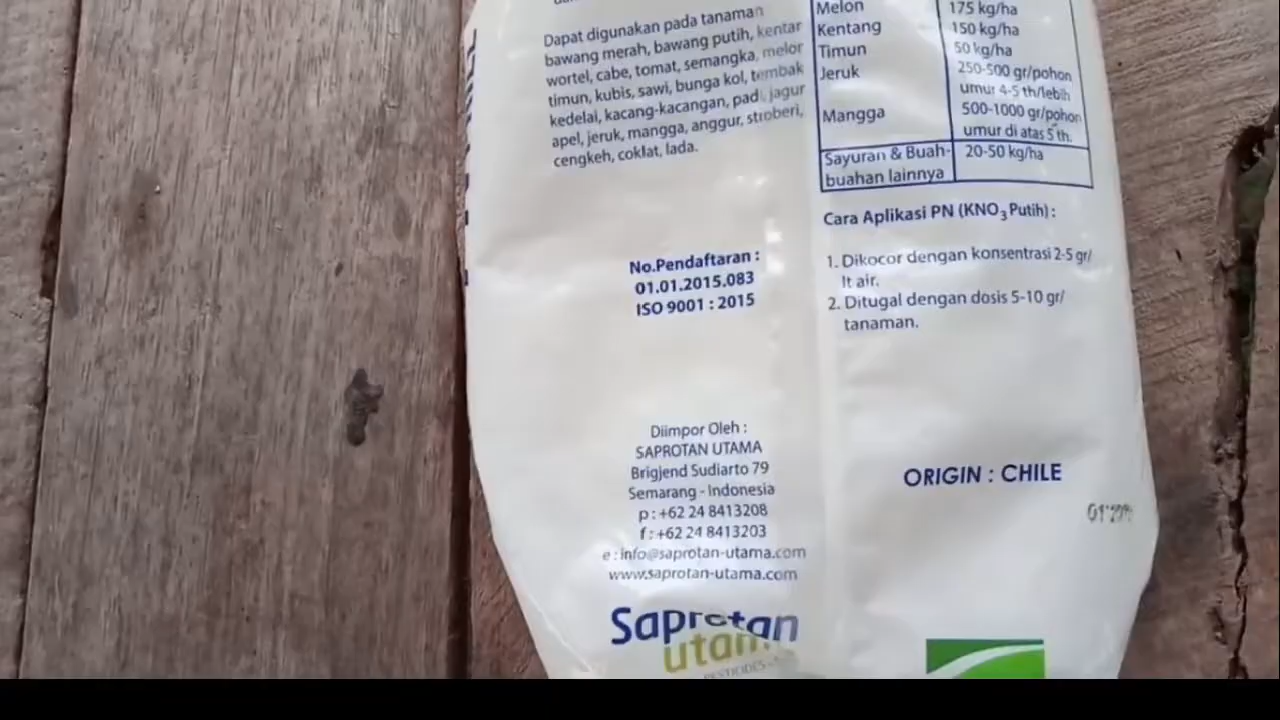 Dapat digunakan pada tanaman
bawang merah, bawang putih, kentar
wortel, cabe, tomat, semangka, melor
timun, kubis, sawi, bunga kol, tembak
kedelai, kacang-kacangan, padi, jagur
apel, jeruk, mangga, anggur, stroberi,
cengkeh, coklat, lada.
No.Pendaftaran :
01.01.2015.083
ISO 9001 : 2015
Diimpor Oleh :
SAPROTAN UTAMA
Brigjend Sudiarto 79
Semarang - Indonesia
p : +62 24 8413208
f : +62 24 8413203
e : info@saprotan-utama.com
www.saprotan-utama.com
Saprotan
utama
Melon 175 kg/ha
Kentang 150 kg/ha
Timun 50 kg/ha
Jeruk 250-500 gr/pohon
umur 4-5 th/lebih
Mangga 500-1000 gr/pohon
umur di atas 5 th.
Sayuran & Buah- 20-50 kg/ha
buahan lainnya
Cara Aplikasi PN (KNO3 Putih) :
1. Dikocor dengan konsentrasi 2-5 gr/
lt air.
2. Ditugal dengan dosis 5-10 gr/
tanaman.
ORIGIN : CHILE